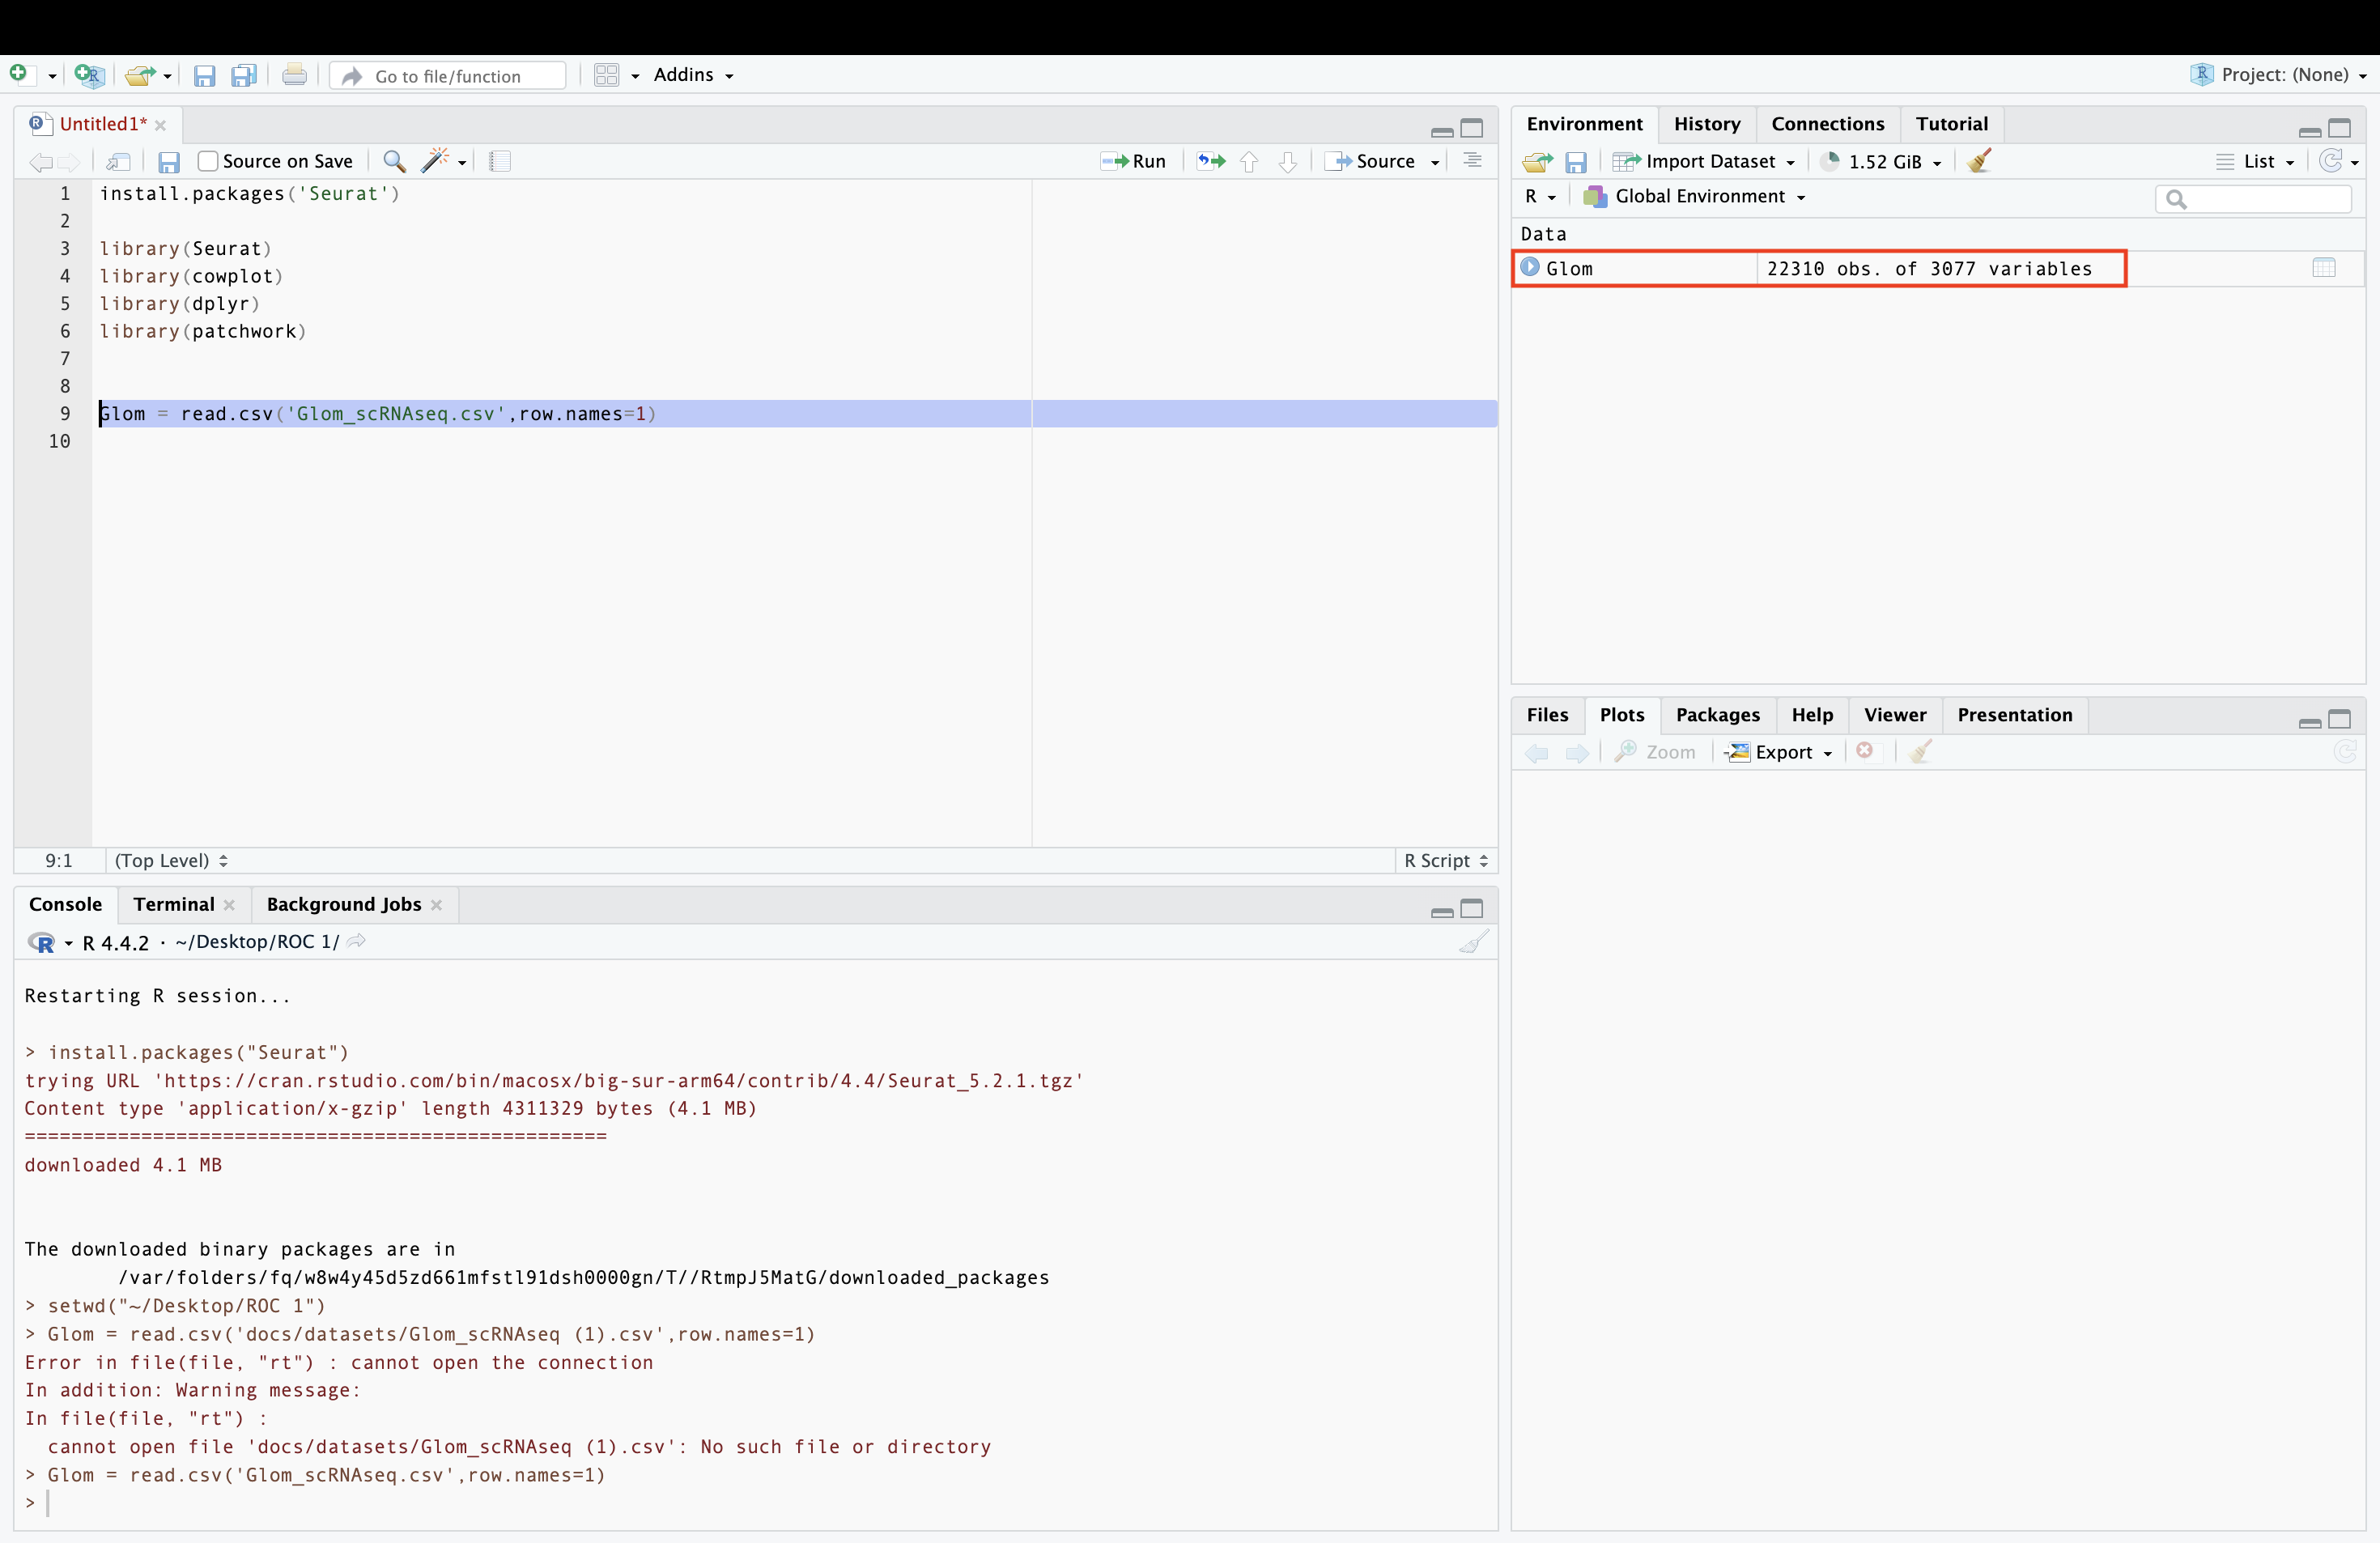 Go to file/function
Addins
Project: (None)
Untitled1*
Source on Save
Run
Source
1 install.packages('Seurat')
2
3 library(Seurat)
4 library(cowplot)
5 library(dplyr)
6 library(patchwork)
7
8
9 Glom = read.csv('Glom_scRNAseq.csv',row.names=1)
10
9:1
(Top Level)
R Script
Console
Terminal
Background Jobs
R 4.4.2 · ~/Desktop/ROC 1/
Restarting R session...
> install.packages("Seurat")
trying URL 'https://cran.rstudio.com/bin/macosx/big-sur-arm64/contrib/4.4/Seurat_5.2.1.tgz'
Content type 'application/x-gzip' length 4311329 bytes (4.1 MB)
==================================================
downloaded 4.1 MB
The downloaded binary packages are in
/var/folders/fq/w8w4y45d5zd661mfstl91dsh0000gn/T//RtmpJ5MatG/downloaded_packages
> setwd("~/Desktop/ROC 1")
> Glom = read.csv('docs/datasets/Glom_scRNAseq (1).csv',row.names=1)
Error in file(file, "rt") : cannot open the connection
In addition: Warning message:
In file(file, "rt") :
cannot open file 'docs/datasets/Glom_scRNAseq (1).csv': No such file or directory
> Glom = read.csv('Glom_scRNAseq.csv',row.names=1)
>
Environment
History
Connections
Tutorial
Import Dataset
1.52 GiB
List
R
Global Environment
Data
Glom
22310 obs. of 3077 variables
Files
Plots
Packages
Help
Viewer
Presentation
Zoom
Export